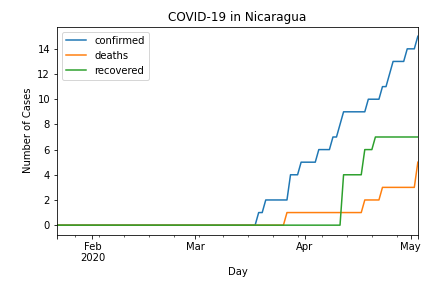 COVID-19 in Nicaragua
confirmed
deaths
recovered
Number of Cases
14
12
10
8
6
4
2
0
Feb
2020
Mar
Apr
May
Day